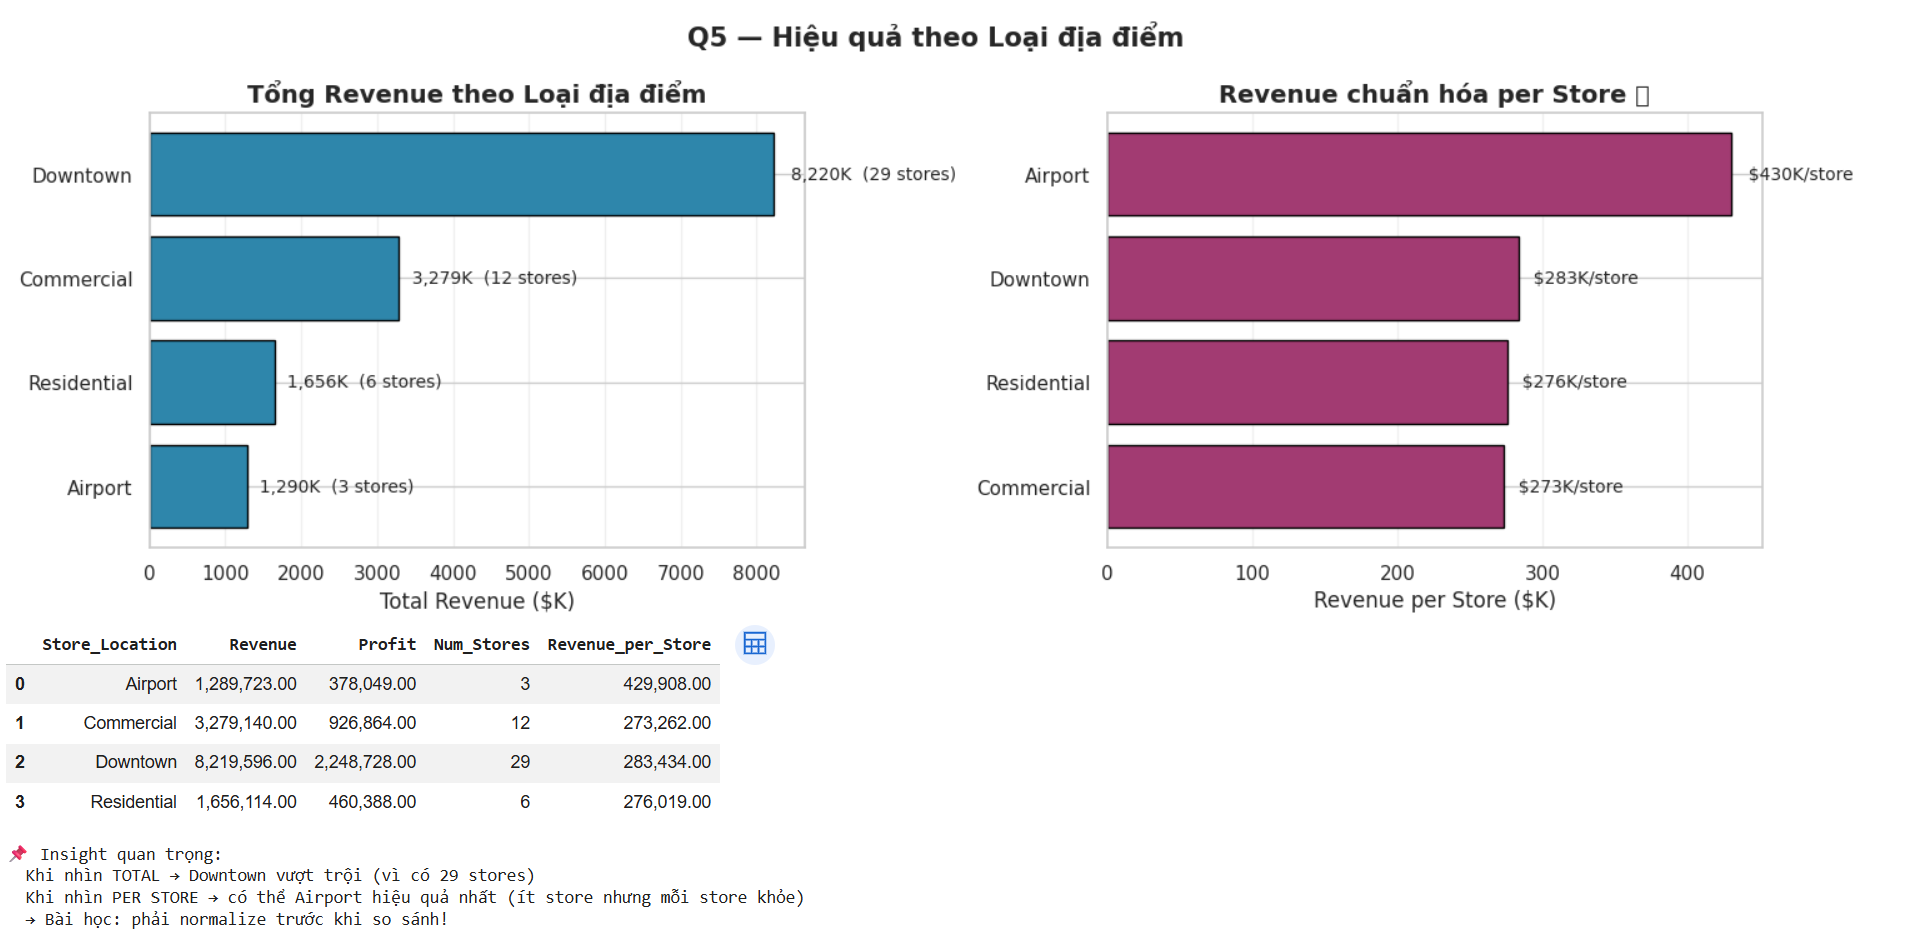 Q5 — Hiệu quả theo Loại địa điểm
Tổng Revenue theo Loại địa điểm
Downtown
8,220K (29 stores)
Commercial
3,279K (12 stores)
Residential
1,656K (6 stores)
Airport
1,290K (3 stores)
0 1000 2000 3000 4000 5000 6000 7000 8000
Total Revenue ($K)
Revenue chuẩn hóa per Store
Airport
$430K/store
Downtown
$283K/store
Residential
$276K/store
Commercial
$273K/store
0 100 200 300 400
Revenue per Store ($K)
Store_Location Revenue Profit Num_Stores Revenue_per_Store
0 Airport 1,289,723.00 378,049.00 3 429,908.00
1 Commercial 3,279,140.00 926,864.00 12 273,262.00
2 Downtown 8,219,596.00 2,248,728.00 29 283,434.00
3 Residential 1,656,114.00 460,388.00 6 276,019.00
📌 Insight quan trọng:
Khi nhìn TOTAL → Downtown vượt trội (vì có 29 stores)
Khi nhìn PER STORE → có thể Airport hiệu quả nhất (ít store nhưng mỗi store khỏe)
→ Bài học: phải normalize trước khi so sánh!